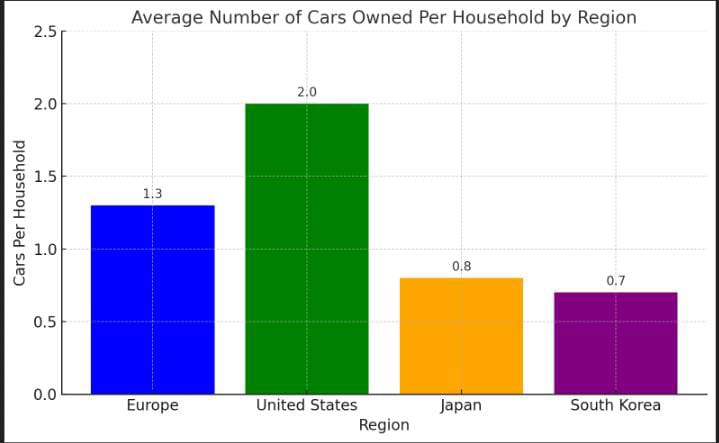 Average Number of Cars Owned Per Household by Region
2.5
2.0
1.5
1.0
0.5
0.0
Cars Per Household
1.3
2.0
0.8
0.7
Europe
United States
Japan
South Korea
Region